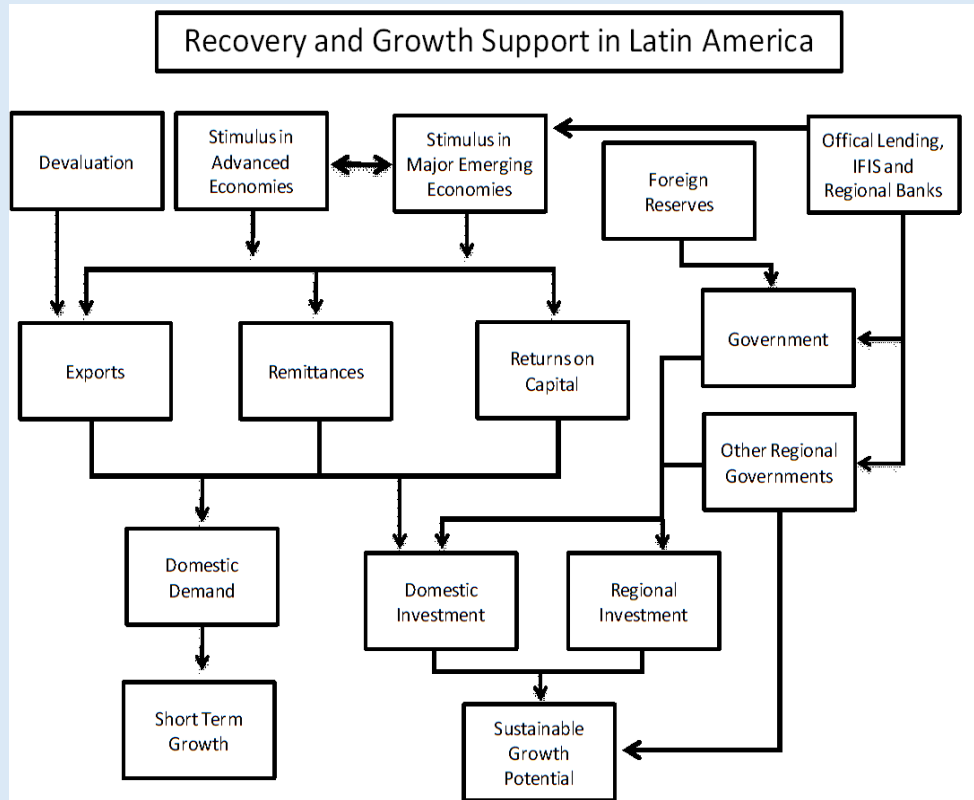 Recovery and Growth Support in Latin America
Devaluation
Stimulus in
Advanced
Economies
Stimulus in
Major Emerging
Economies
Foreign
Reserves
Offical Lending,
IFIS and
Regional Banks
Exports
Remittances
Returns on
Capital
Government
Other Regional
Governments
Domestic
Demand
Domestic
Investment
Regional
Investment
Short Term
Growth
Sustainable
Growth
Potential